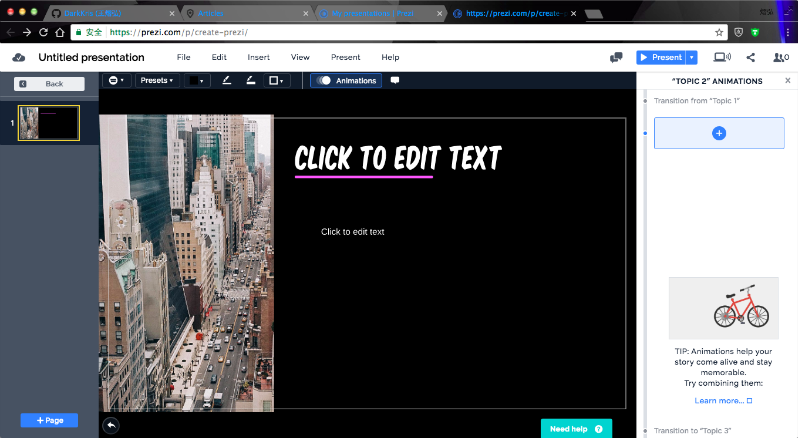 Articles
安全 https://prezi.com/p/create-prezi/
https://prezi.com/p/create-p
Untitled presentation
File Edit Insert View Present Help
Present
0
Back
Presets
Animations
"TOPIC 2" ANIMATIONS
Transition from "Topic 1"
1
CLICK TO EDIT TEXT
Click to edit text
TIP: Animations help your
story come alive and stay
memorable.
Try combining them:
Learn more...
+ Page
Need help ?
Transition to "Topic 3"